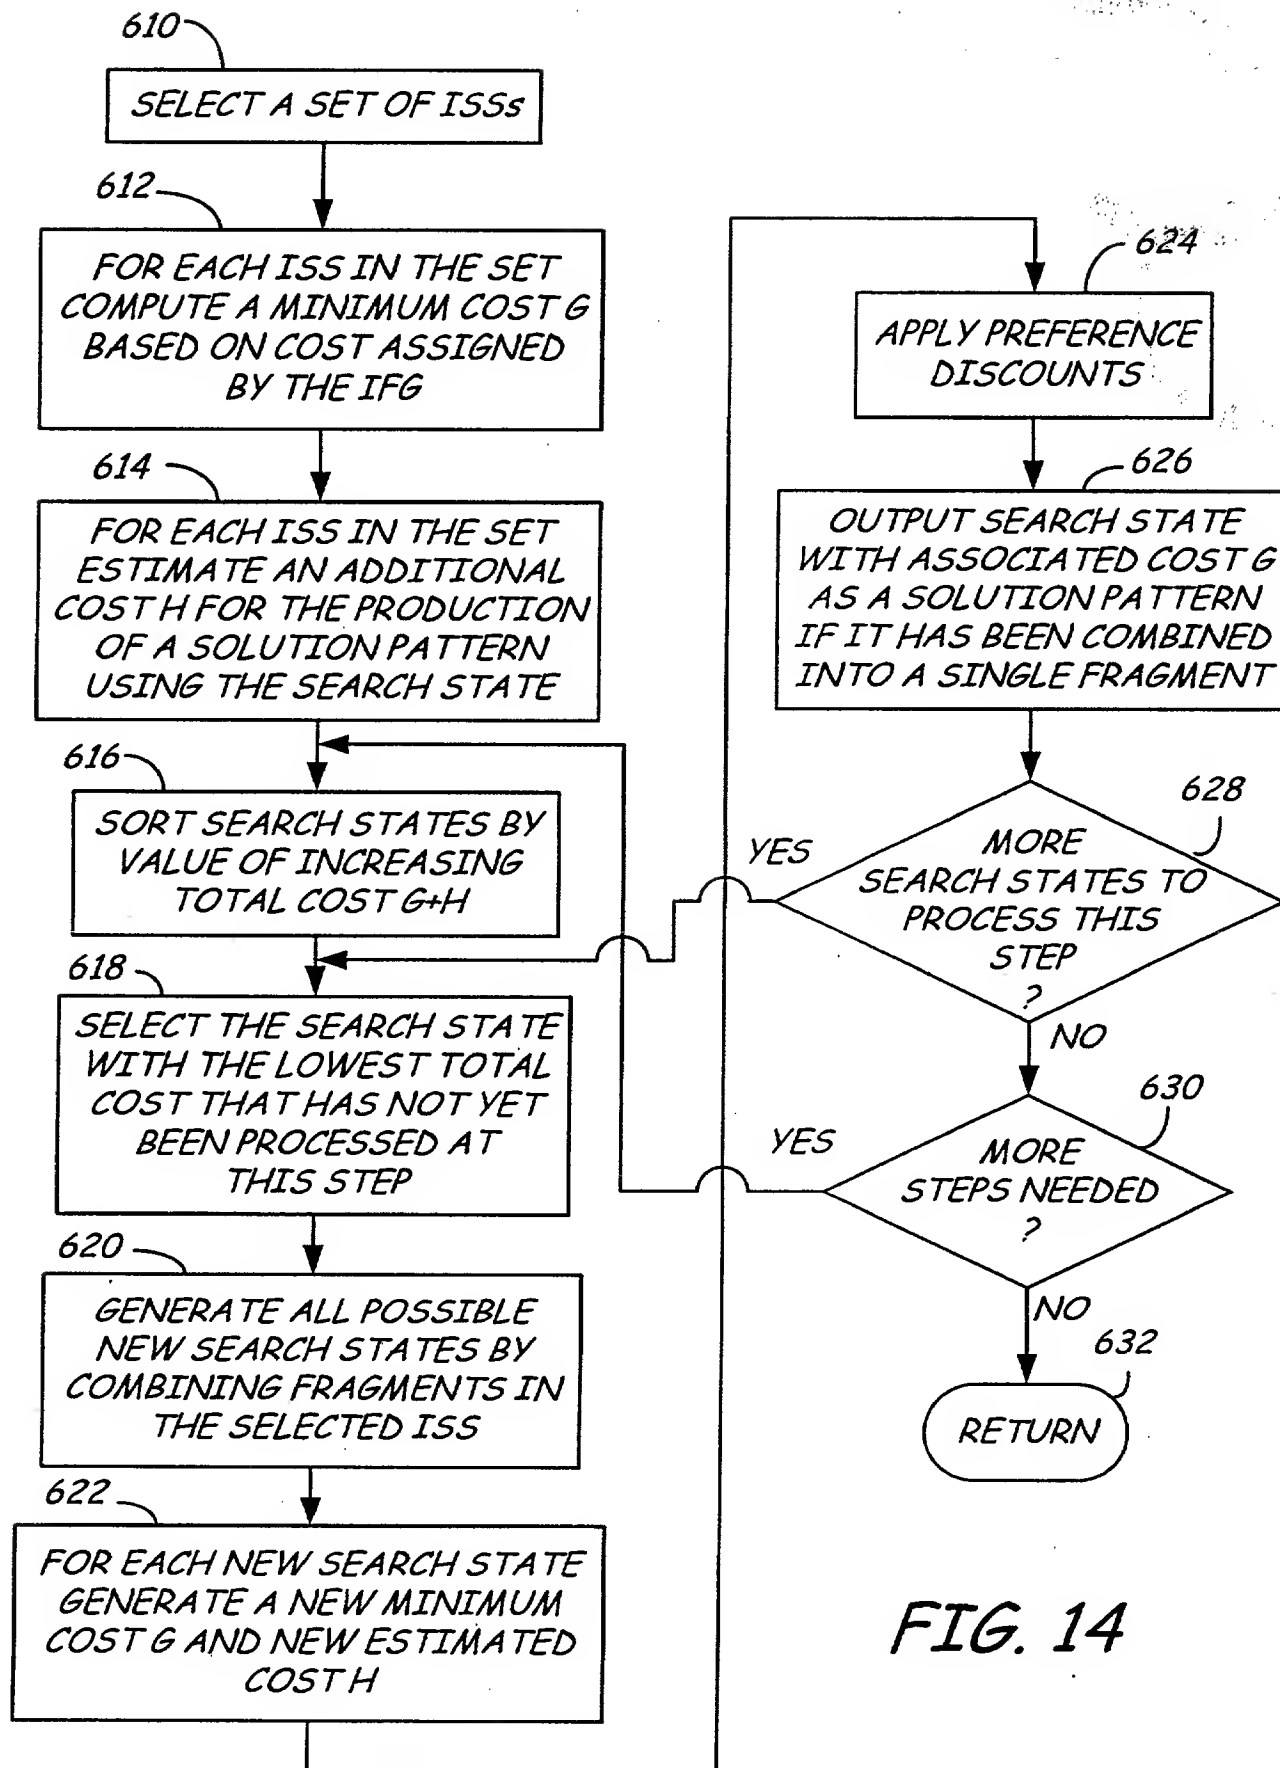 610
SELECT A SET OF ISSs
612
FOR EACH ISS IN THE SET
COMPUTE A MINIMUM COST G
BASED ON COST ASSIGNED
BY THE IFG
614
FOR EACH ISS IN THE SET
ESTIMATE AN ADDITIONAL
COST H FOR THE PRODUCTION
OF A SOLUTION PATTERN
USING THE SEARCH STATE
616
SORT SEARCH STATES BY
VALUE OF INCREASING
TOTAL COST G+H
618
SELECT THE SEARCH STATE
WITH THE LOWEST TOTAL
COST THAT HAS NOT YET
BEEN PROCESSED AT
THIS STEP
620
GENERATE ALL POSSIBLE
NEW SEARCH STATES BY
COMBINING FRAGMENTS IN
THE SELECTED ISS
622
FOR EACH NEW SEARCH STATE
GENERATE A NEW MINIMUM
COST G AND NEW ESTIMATED
COST H
624
APPLY PREFERENCE
DISCOUNTS
626
OUTPUT SEARCH STATE
WITH ASSOCIATED COST G
AS A SOLUTION PATTERN
IF IT HAS BEEN COMBINED
INTO A SINGLE FRAGMENT
628
YES
MORE
SEARCH STATES TO
PROCESS THIS
STEP
?
NO
630
YES
MORE
STEPS NEEDED
?
NO
632
RETURN
FIG. 14